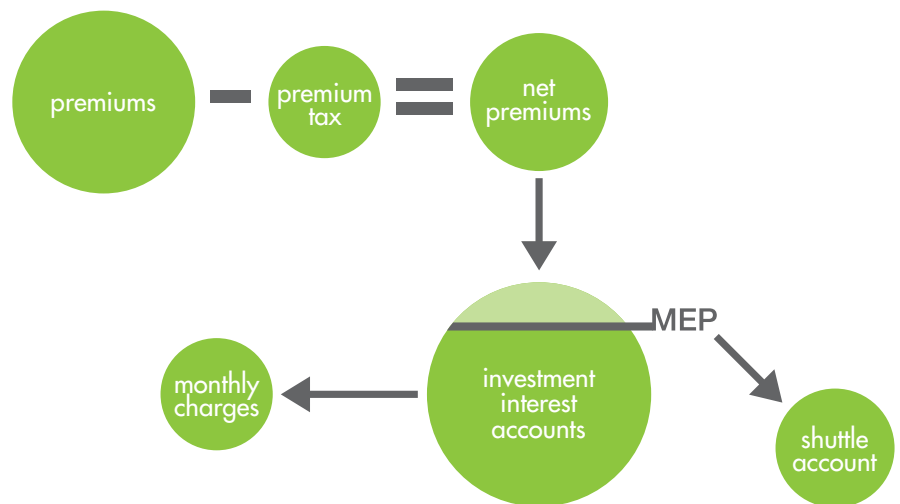 premiums
premium
tax
net
premiums
MEP
investment
interest
accounts
monthly
charges
shuttle
account